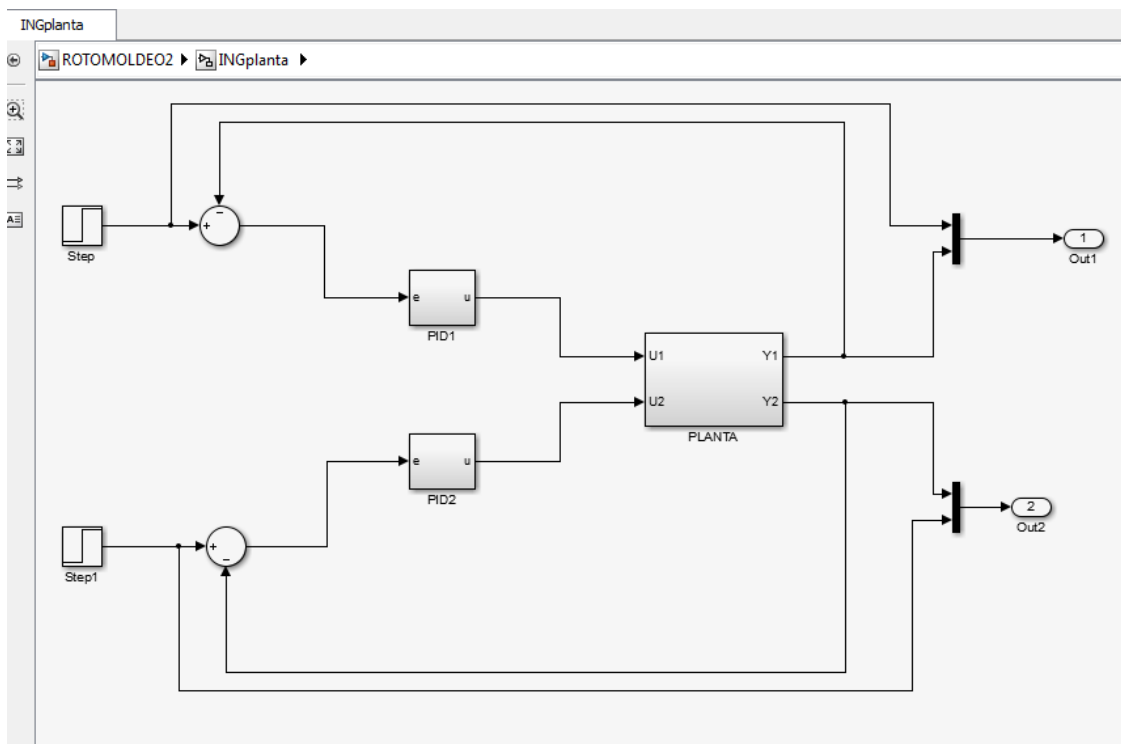 INGplanta
ROTOMOLDEO2 INGplanta
Step
+
−
e u
PID1
U1 Y1
U2 Y2
PLANTA
1
Out1
e u
PID2
Step1
+
−
2
Out2
A